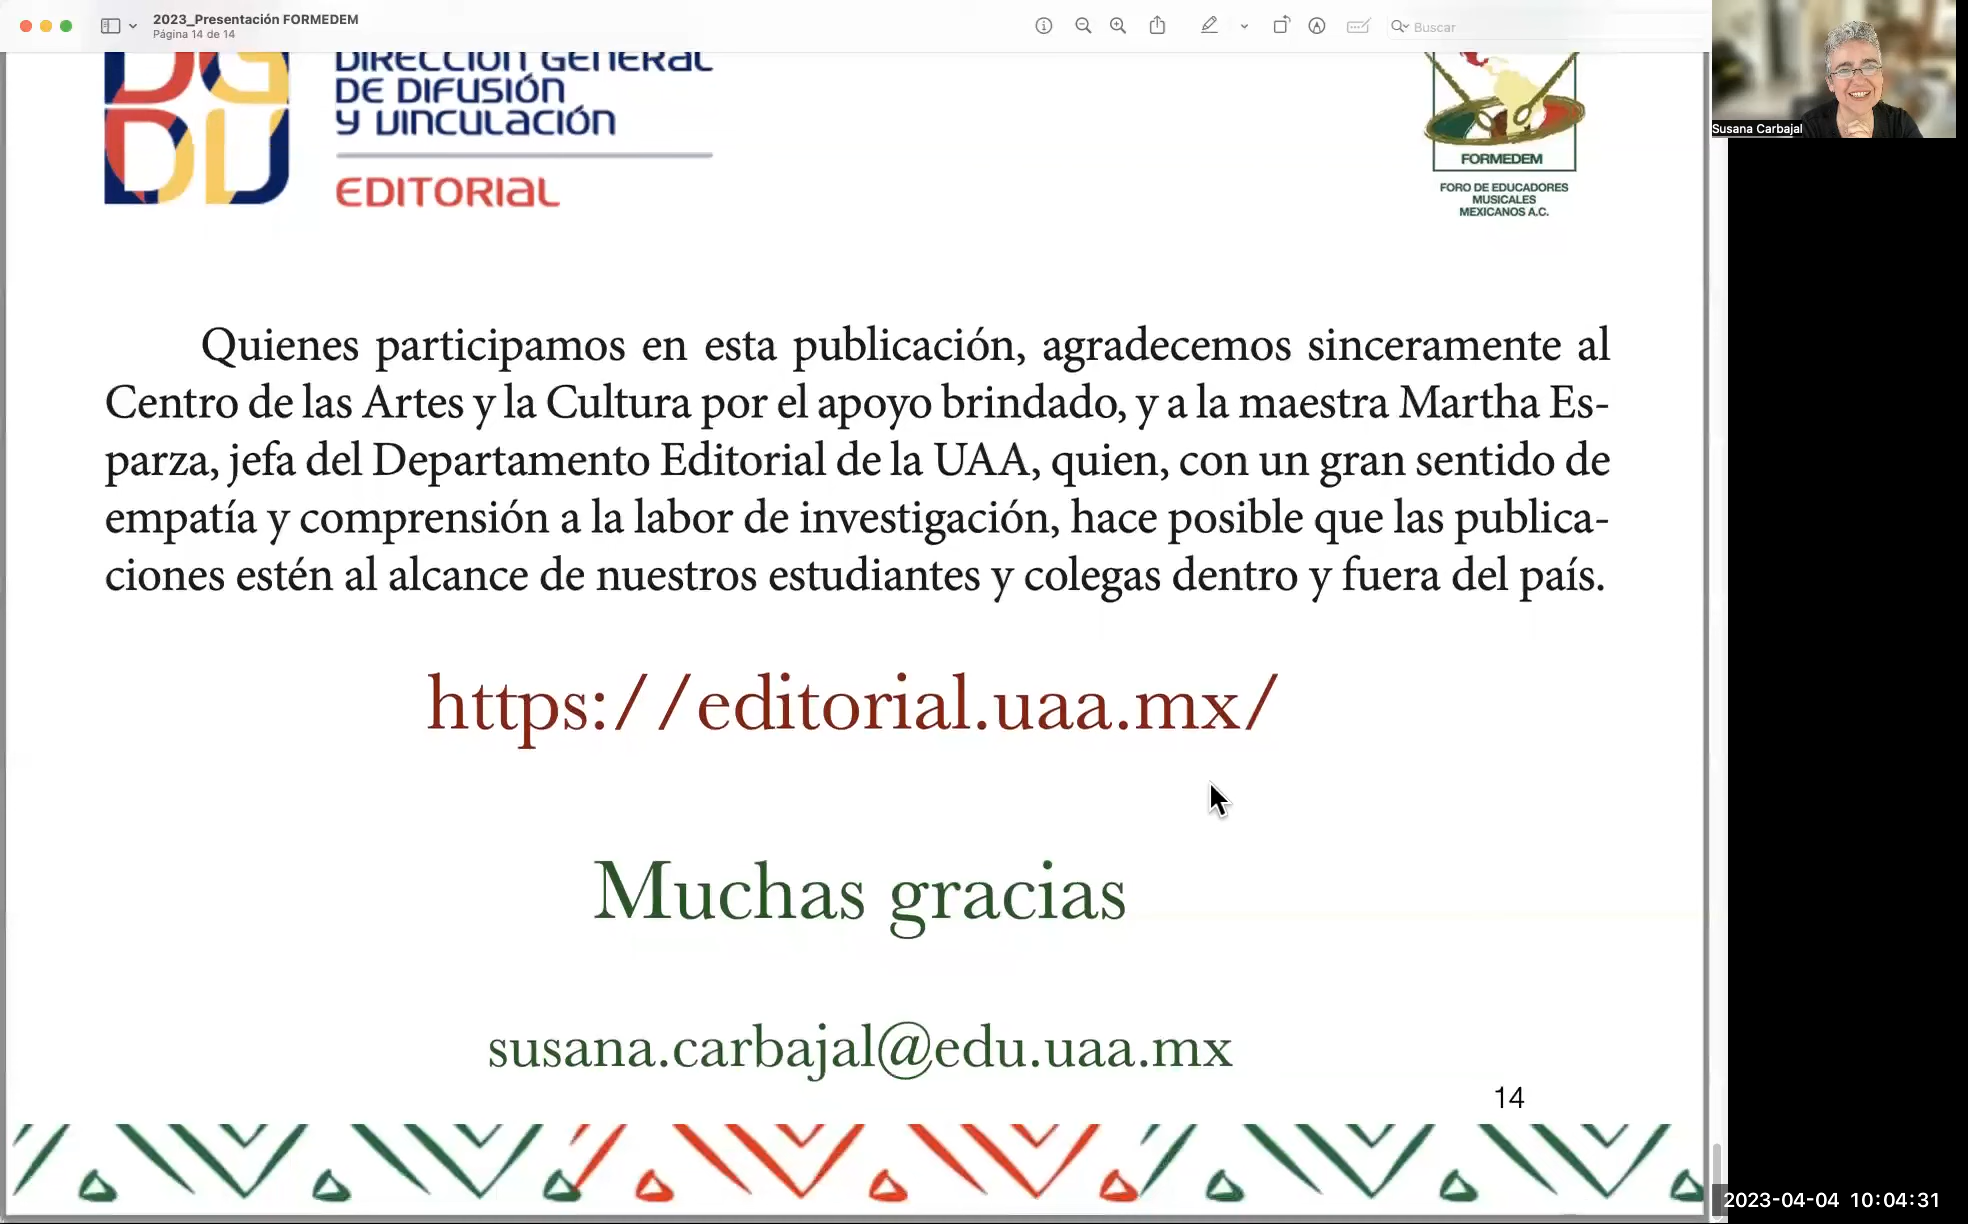 2023_Presentación FORMEDEM
Página 14 de 14
Buscar
Susana Carbajal
DGDV
DIRECCIÓN GENERAL
DE DIFUSIÓN
Y VINCULACIÓN
EDITORIAL
FORMEDEM
FORO DE EDUCADORES
MUSICALES
MEXICANOS A.C.
Quienes participamos en esta publicación, agradecemos sinceramente al
Centro de las Artes y la Cultura por el apoyo brindado, y a la maestra Martha Es-
parza, jefa del Departamento Editorial de la UAA, quien, con un gran sentido de
empatía y comprensión a la labor de investigación, hace posible que las publica-
ciones estén al alcance de nuestros estudiantes y colegas dentro y fuera del país.
https://editorial.uaa.mx/
Muchas gracias
susana.carbajal@edu.uaa.mx
14
2023-04-04 10:04:31